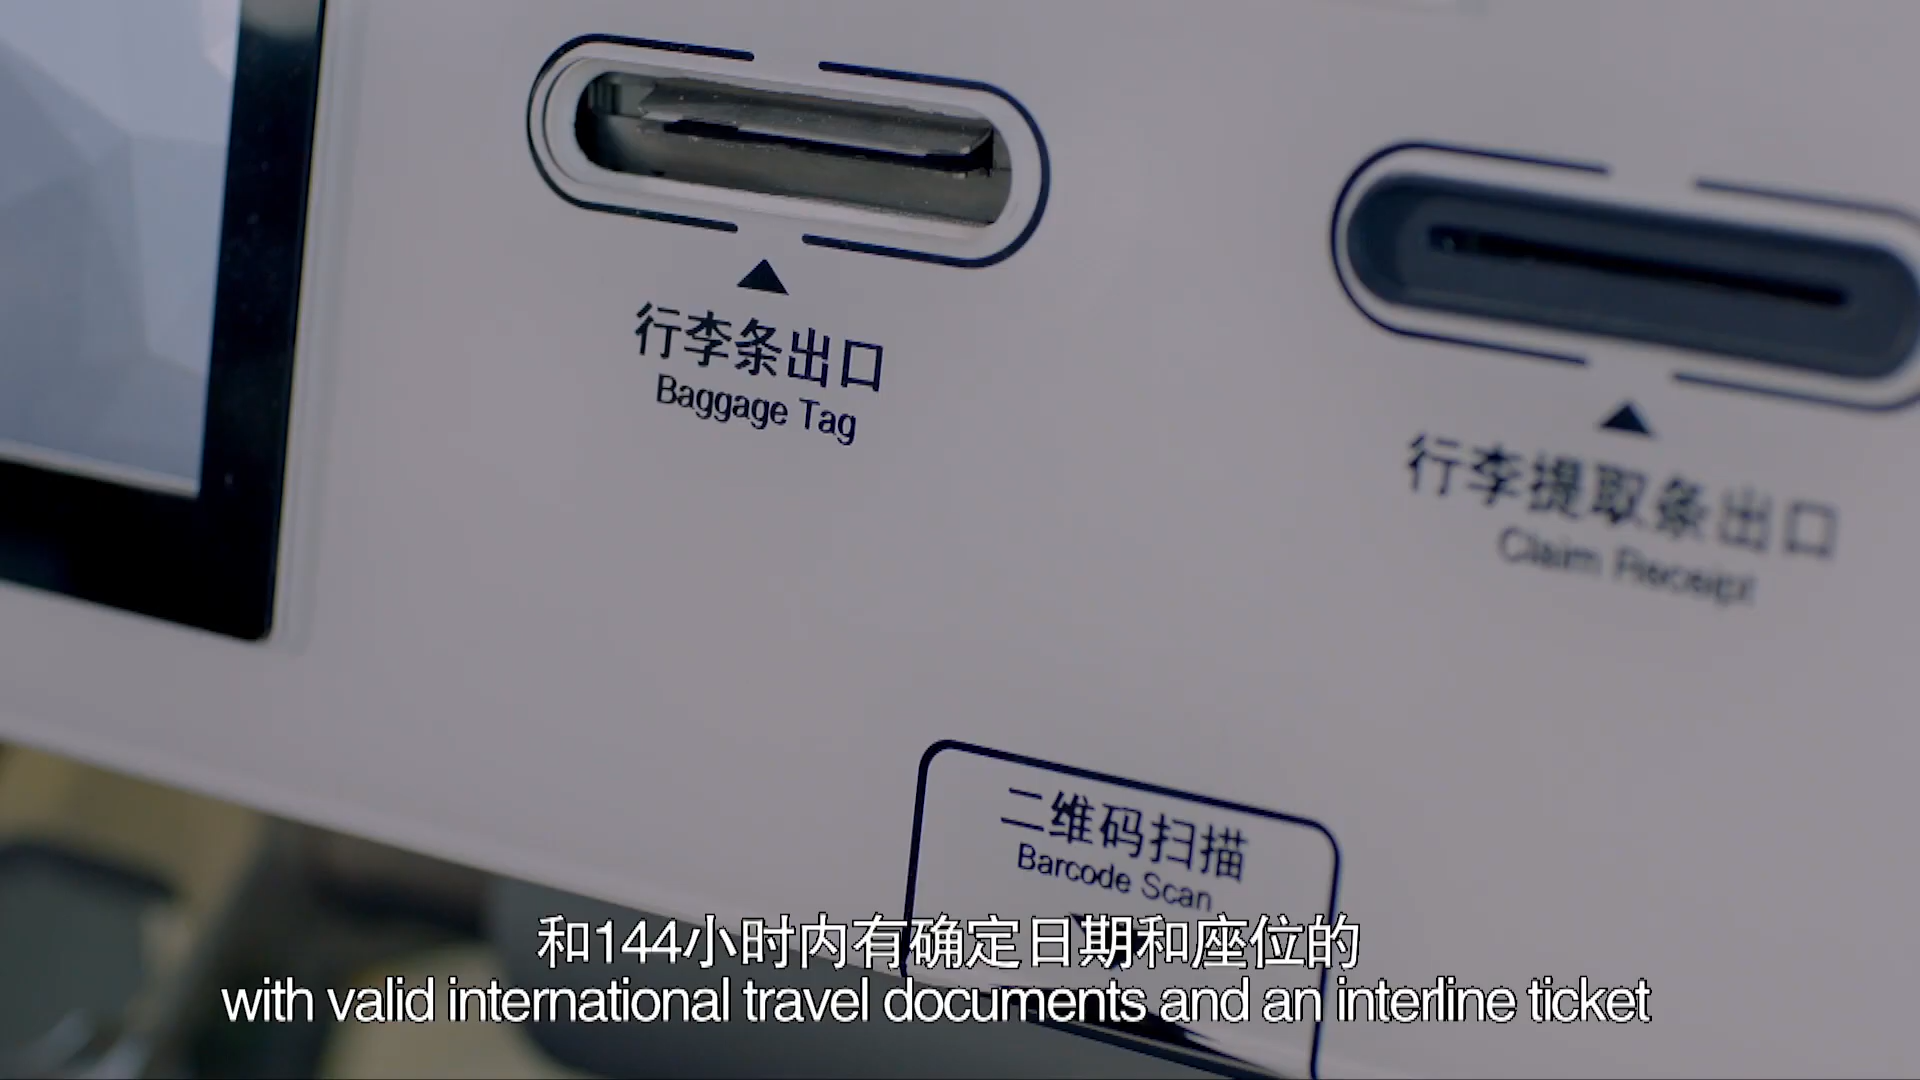 行李条出口
Baggage Tag
行李提取条出口
Claim Receipt
二维码扫描
Barcode Scan
和144小时内有确定日期和座位的
with valid international travel documents and an interline ticket